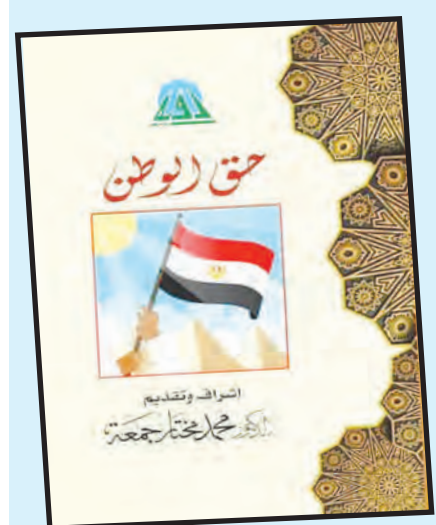 حق الوطن
إشراف وتقديم
محمد مختار جمعة